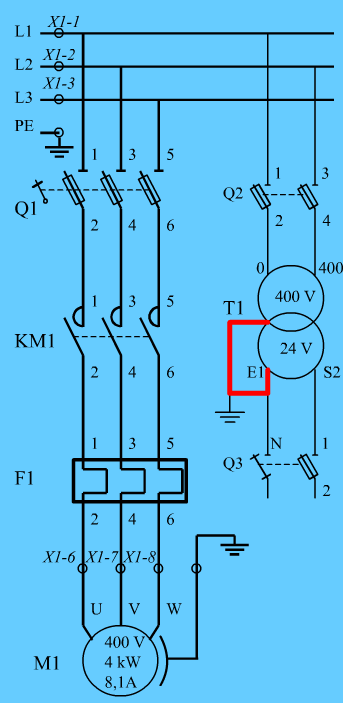 L1 X1-1
L2 X1-2
L3 X1-3
PE
1 3 5 1 3
Q1 Q2
2 4 6 2 4
0 400
400 V
1 3 5 T1
KM1 24 V
2 4 6 E1 S2
1 3 5 N 1
F1 Q3
2 4 6 2
X1-6 X1-7 X1-8
U V W
400 V
M1 4 kW
8,1A